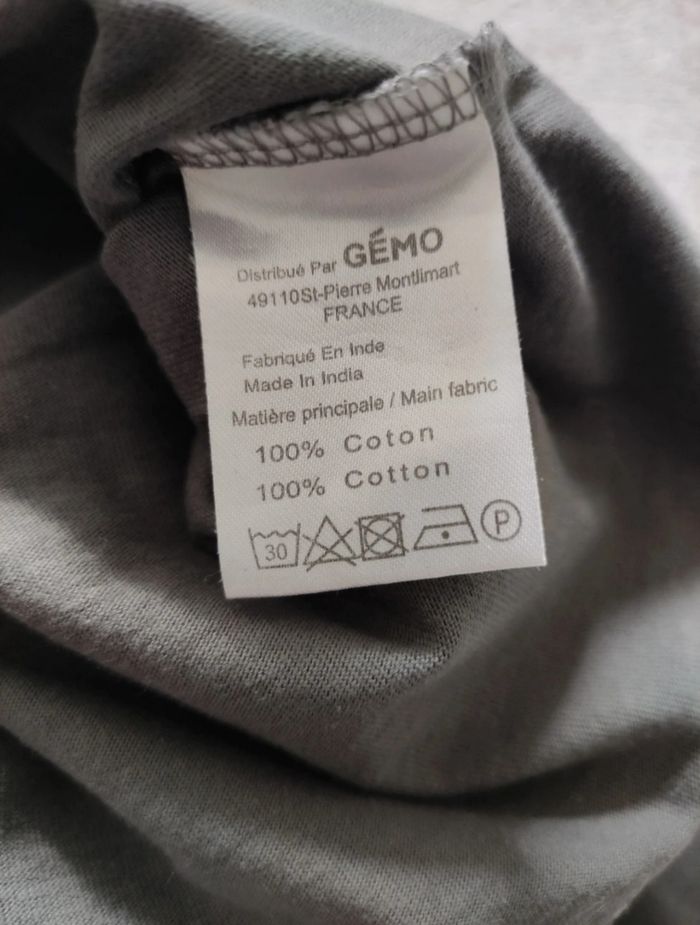 Distribué Par GÉMO
49110St-Pierre Montlimart
FRANCE
Fabriqué En Inde
Made In India
Matière principale / Main fabric
100% Coton
100% Cotton
30 P